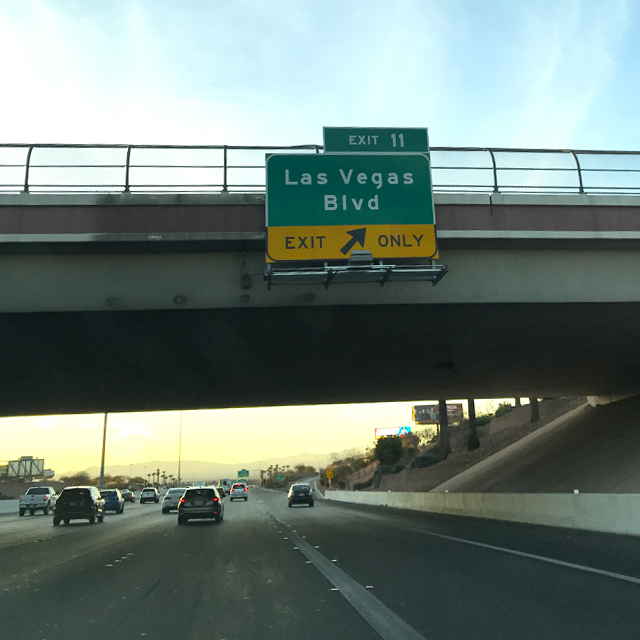 EXIT 11
Las Vegas
Blvd
EXIT ONLY